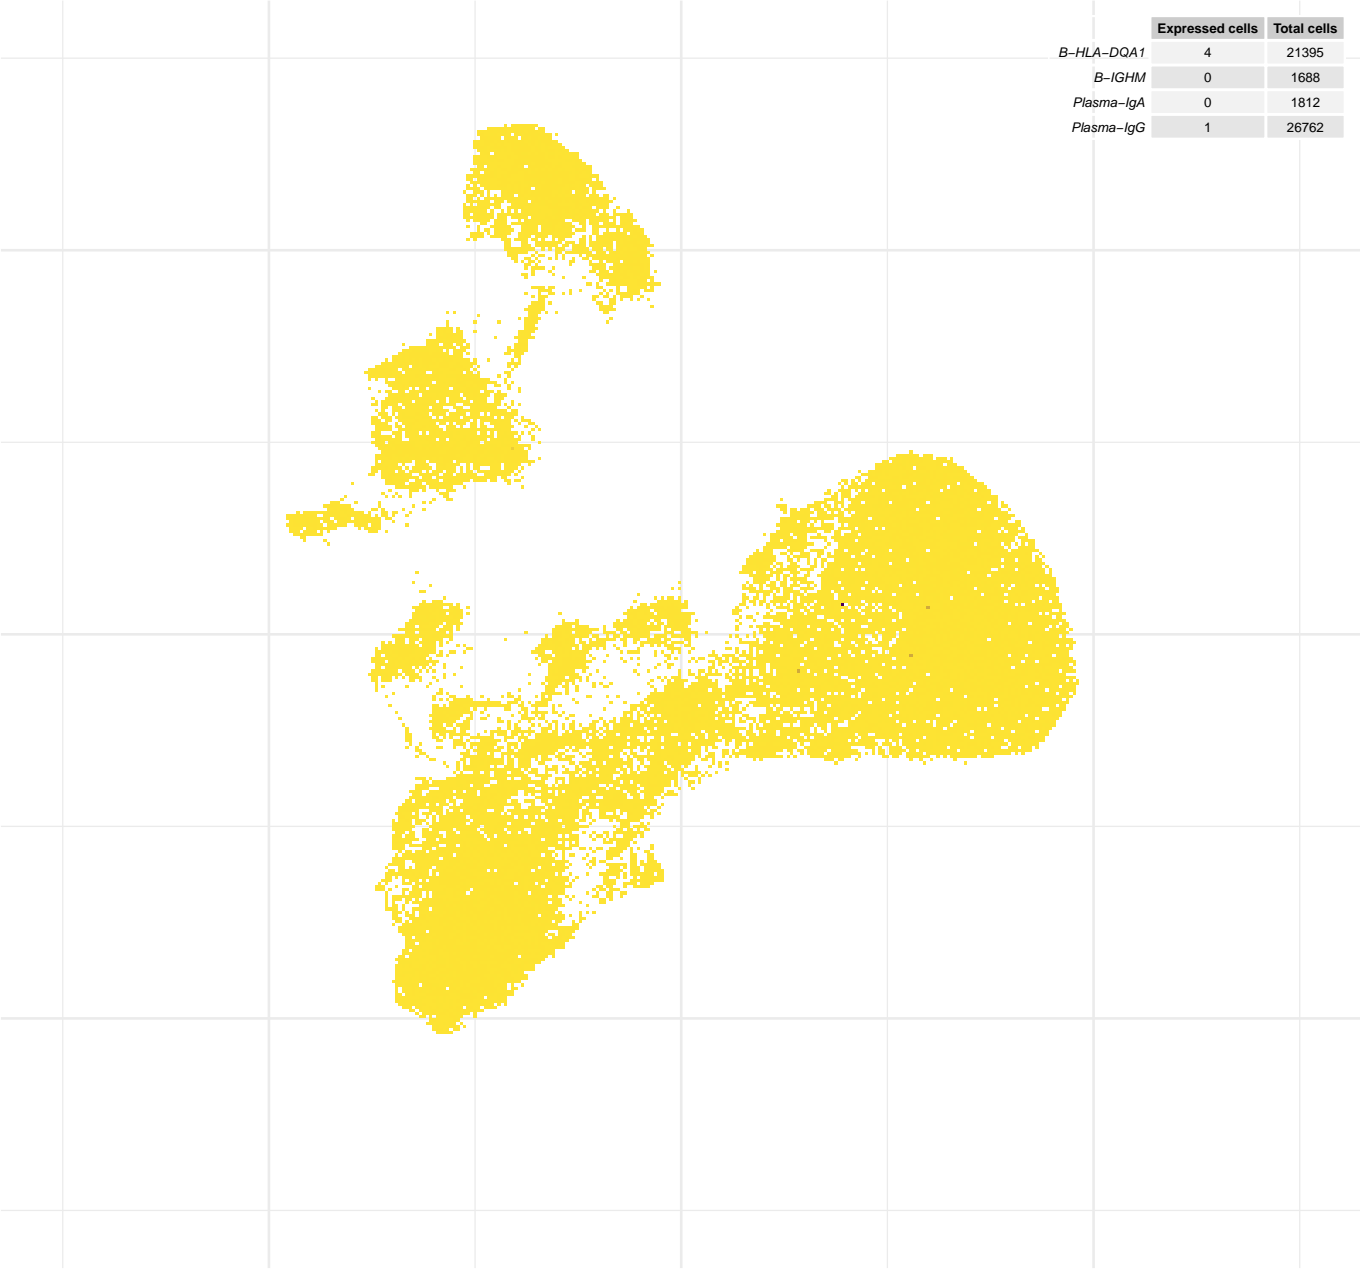 Expressed cells Total cells
B−HLA−DQA1 4 21395
B−IGHM 0 1688
Plasma−IgA 0 1812
Plasma−IgG 1 26762